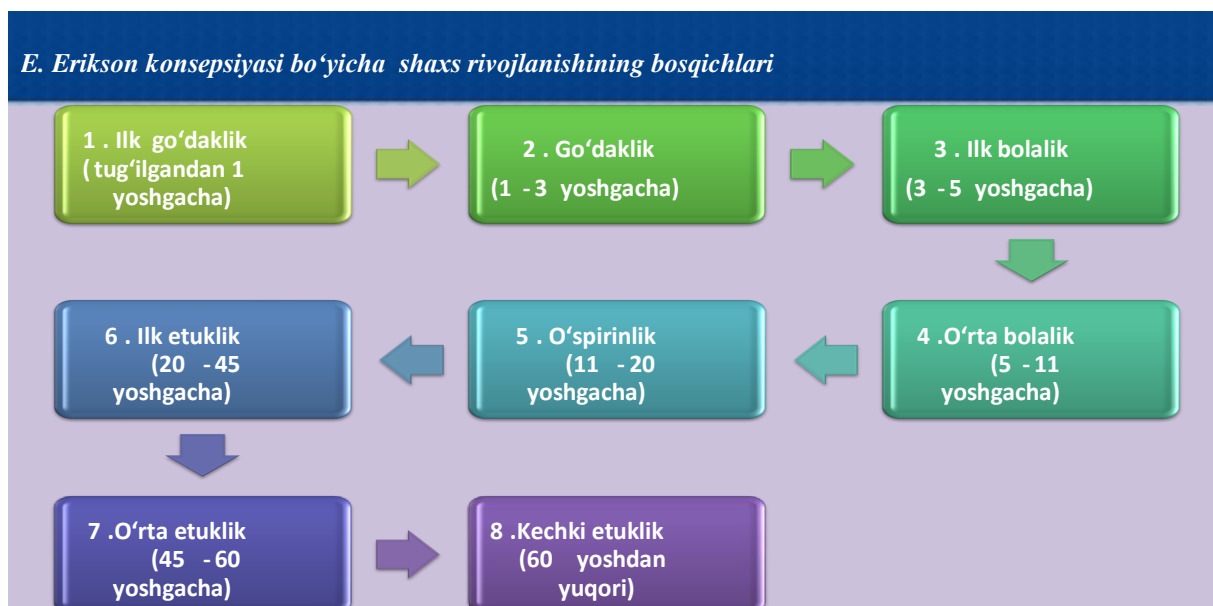 E. Erikson konsepsiyasi bo‘yicha shaxs rivojlanishining bosqichlari
1 . Ilk go‘daklik
( tug‘ilgandan 1
yoshgacha)
2 . Go‘daklik
(1 - 3 yoshgacha)
3 . Ilk bolalik
(3 - 5 yoshgacha)
4 .O‘rta bolalik
(5 - 11
yoshgacha)
5 . O‘spirinlik
(11 - 20
yoshgacha)
6 . Ilk etuklik
(20 - 45
yoshgacha)
7 .O‘rta etuklik
(45 - 60
yoshgacha)
8 .Kechki etuklik
(60 yoshdan
yuqori)